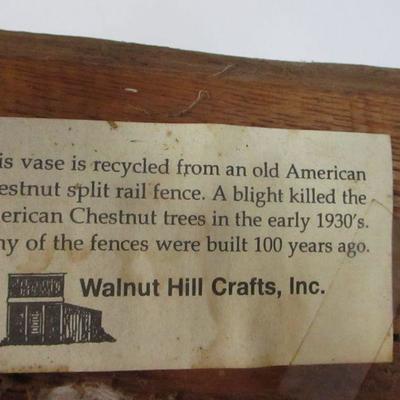 is vase is recycled from an old American
estnut split rail fence. A blight killed the
erican Chestnut trees in the early 1930's.
ny of the fences were built 100 years ago.
Walnut Hill Crafts, Inc.